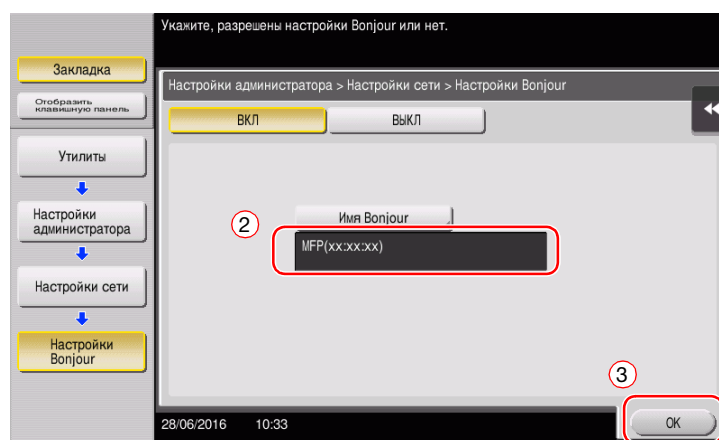 Укажите, разрешены настройки Bonjour или нет.
Закладка
Отобразить
клавишную панель
Настройки администратора > Настройки сети > Настройки Bonjour
ВКЛ
ВЫКЛ
Утилиты
Настройки
администратора
Настройки сети
Настройки
Bonjour
2
Имя Bonjour
MFP(xx:xx:xx)
3
28/06/2016 10:33
OK